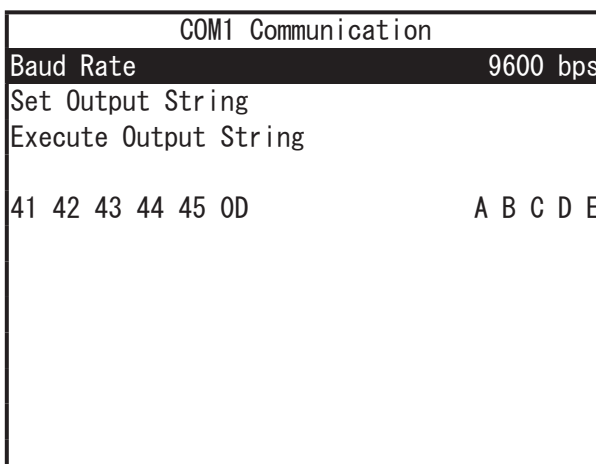 COM1 Communication
Baud Rate 9600 bps
Set Output String
Execute Output String
41 42 43 44 45 0D A B C D E